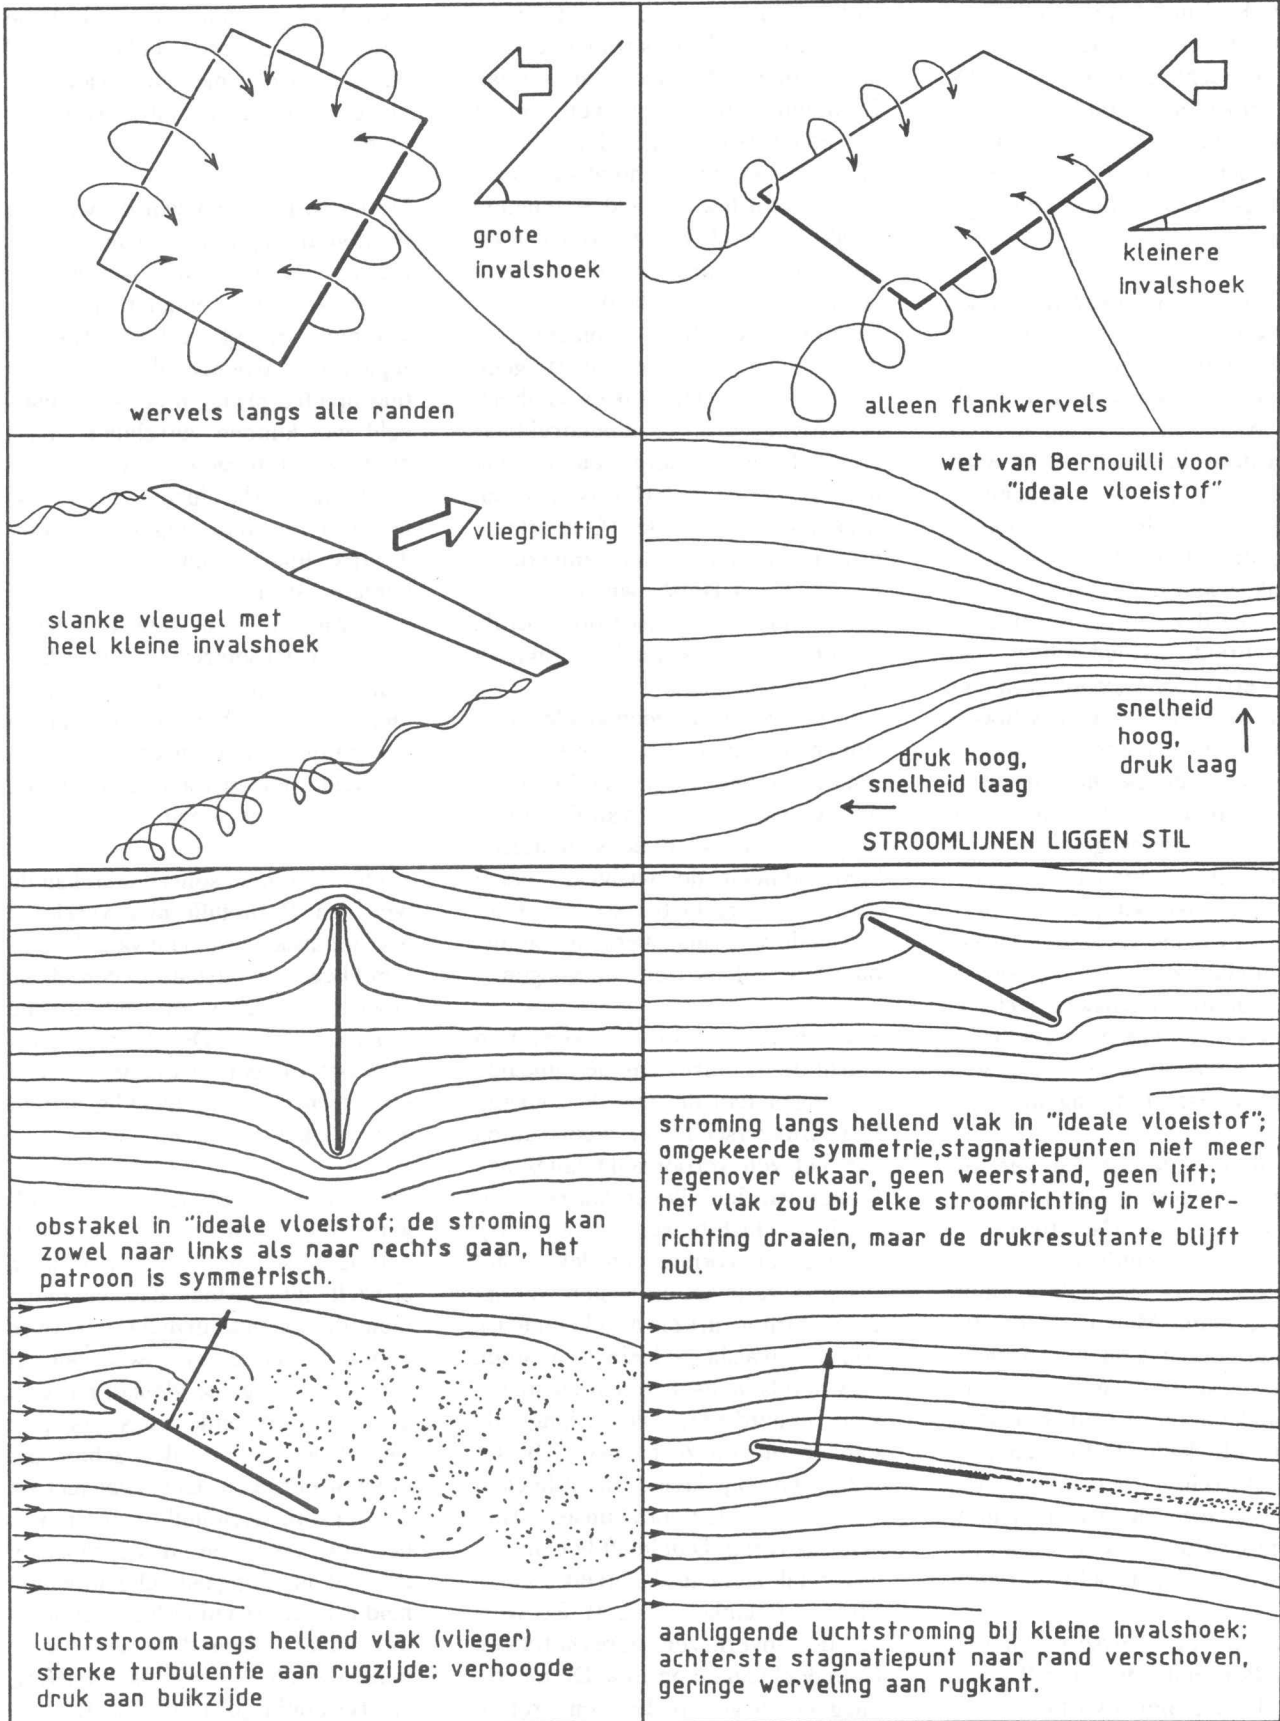 grote
invalshoek
wervels langs alle randen
kleinere
invalshoek
alleen flankwervels
vliegrichting
slanke vleugel met
heel kleine invalshoek
wet van Bernouilli voor
"ideale vloeistof"
snelheid
hoog,
druk laag
druk hoog,
snelheid laag
STROOMLIJNEN LIGGEN STIL
obstakel in "ideale vloeistof; de stroming kan
zowel naar links als naar rechts gaan, het
patroon is symmetrisch.
stroming langs hellend vlak in "ideale vloeistof";
omgekeerde symmetrie,stagnatiepunten niet meer
tegenover elkaar, geen weerstand, geen lift;
het vlak zou bij elke stroomrichting in wijzer-
richting draaien, maar de drukresultante blijft
nul.
luchtstroom langs hellend vlak (vlieger)
sterke turbulentie aan rugzijde; verhoogde
druk aan buikzijde
aanliggende luchtstroming bij kleine invalshoek;
achterste stagnatiepunt naar rand verschoven,
geringe werveling aan rugkant.